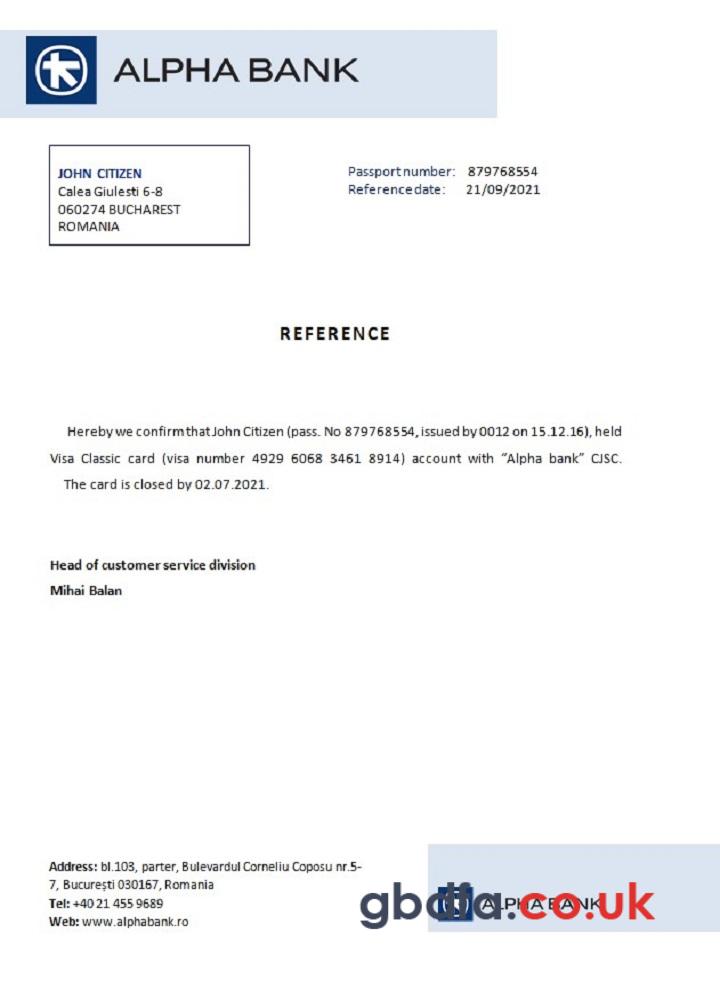 ALPHA BANK
JOHN CITIZEN
Calea Giulesti 6-8
060274 BUCHAREST
ROMANIA
Passport number: 879768554
Reference date: 21/09/2021
REFERENCE
Hereby we confirm that John Citizen (pass. No 879768554, issued by 0012 on 15.12.16), held
Visa Classic card (visa number 4929 6068 3461 8914) account with “Alpha bank” CJSC.
The card is closed by 02.07.2021.
Head of customer service division
Mihai Balan
Address: bl.103, parter, Bulevardul Corneliu Coposu nr.5-
7, București 030167, Romania
Tel: +40 21 455 9689
Web: www.alphabank.ro
ALPHA BANK
gbdfa.co.uk